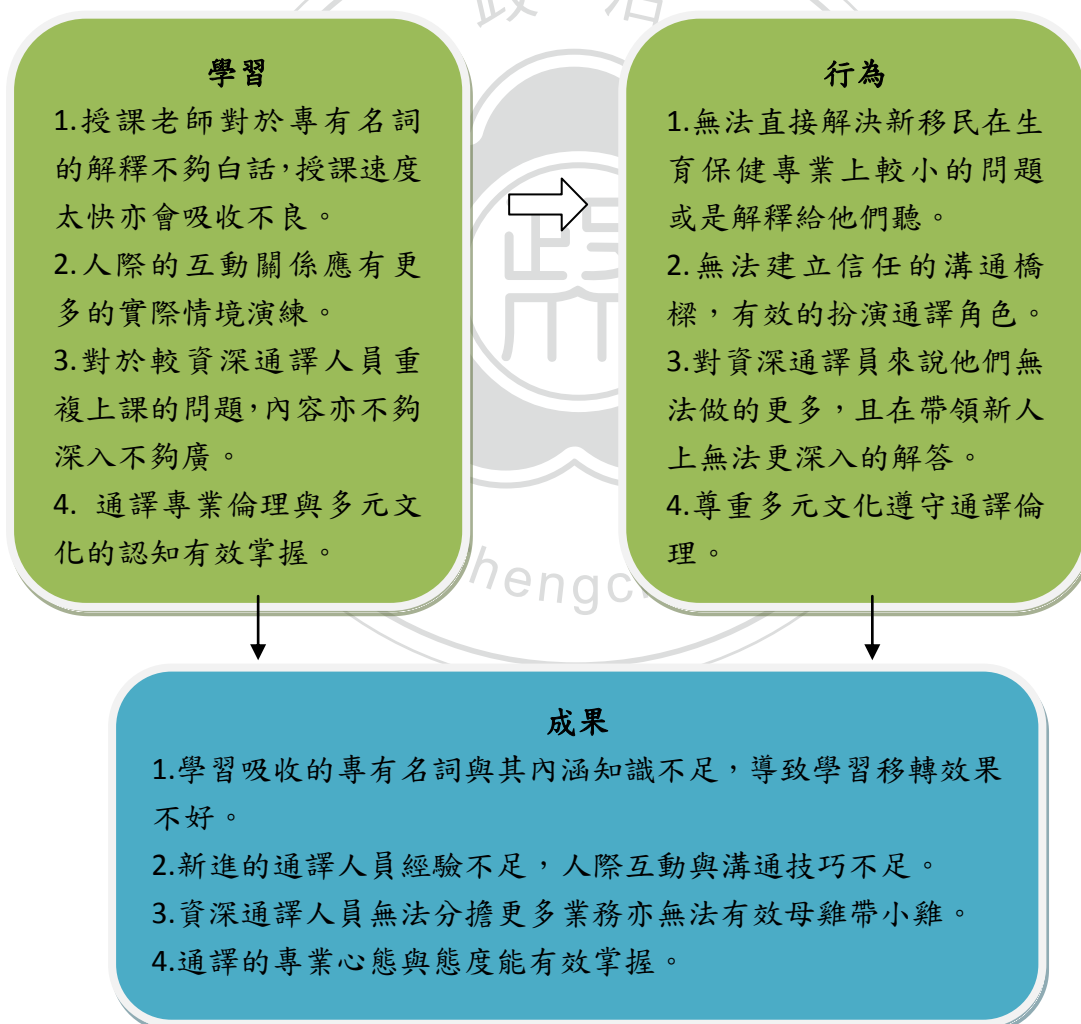 政 治
學習
1.授課老師對於專有名詞
的解釋不夠白話，授課速度
太快亦會吸收不良。
2.人際的互動關係應有更
多的實際情境演練。
3.對於較資深通譯人員重
複上課的問題，內容亦不夠
深入不夠廣。
4. 通譯專業倫理與多元文
化的認知有效掌握。
行為
1.無法直接解決新移民在生
育保健專業上較小的問題
或是解釋給他們聽。
2.無法建立信任的溝通橋
樑，有效的扮演通譯角色。
3.對資深通譯員來說他們無
法做的更多，且在帶領新人
上無法更深入的解答。
4.尊重多元文化遵守通譯倫
理。
hengc
成果
1.學習吸收的專有名詞與其內涵知識不足，導致學習移轉效果
不好。
2.新進的通譯人員經驗不足，人際互動與溝通技巧不足。
3.資深通譯人員無法分擔更多業務亦無法有效母雞帶小雞。
4.通譯的專業心態與態度能有效掌握。